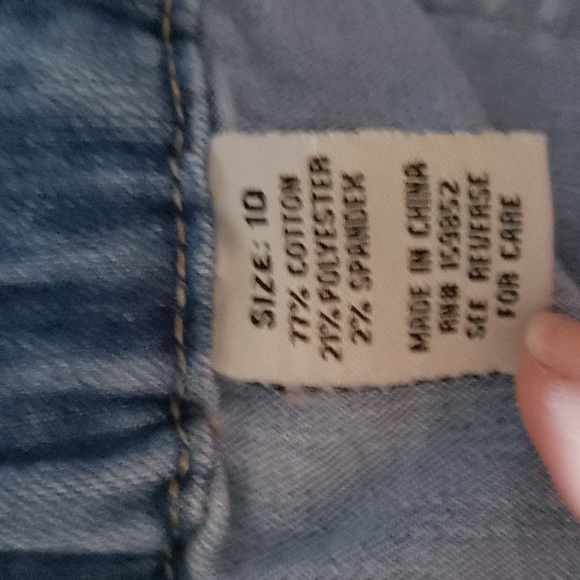 SIZE: 10
77% COTTON
21% POLYESTER
2% SPANDEX
MADE IN CHINA
RN# 159852
SEE REVERSE
FOR CARE